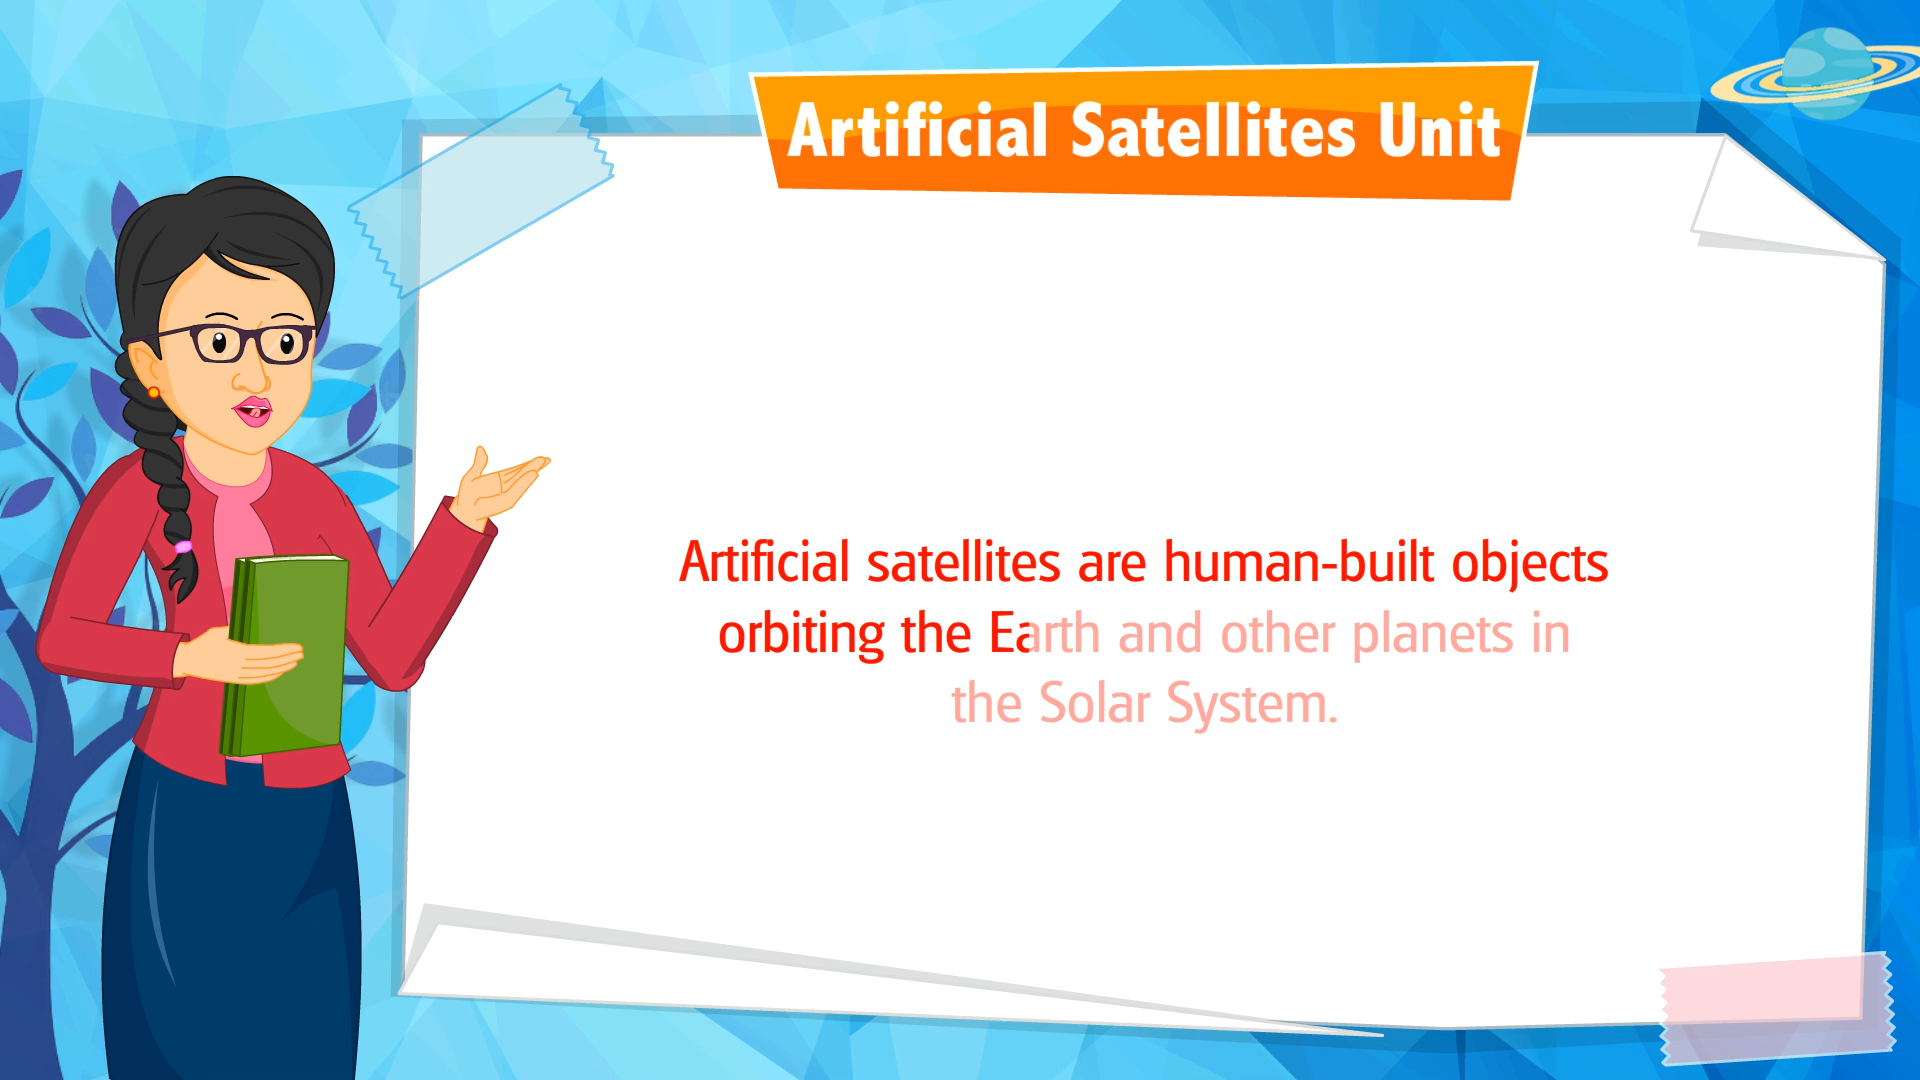 Artificial Satellites Unit
Artificial satellites are human-built objects
orbiting the Earth and other planets in
the Solar System.